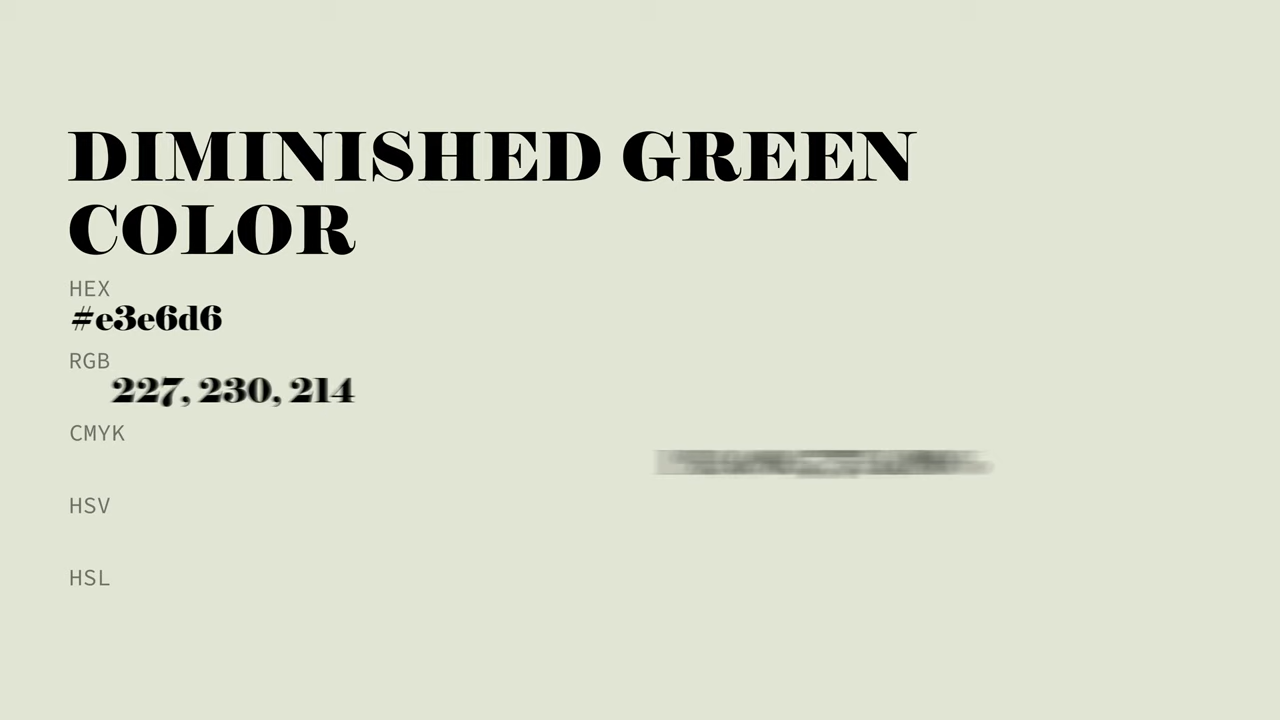 DIMINISHED GREEN
COLOR
HEX
#e3e6d6
RGB
227, 230, 214
CMYK
HSV
HSL